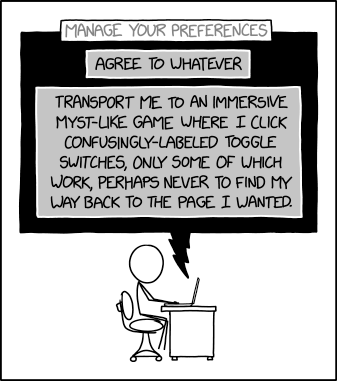 MANAGE YOUR PREFERENCES
AGREE TO WHATEVER
TRANSPORT ME TO AN IMMERSIVE
MYST-LIKE GAME WHERE I CLICK
CONFUSINGLY-LABELED TOGGLE
SWITCHES, ONLY SOME OF WHICH
WORK, PERHAPS NEVER TO FIND MY
WAY BACK TO THE PAGE I WANTED.